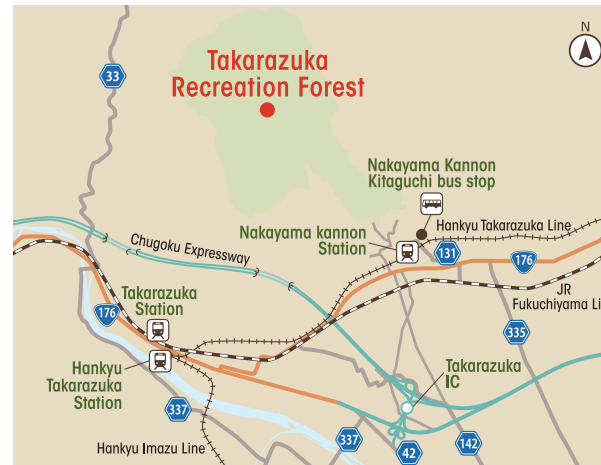 N
33
Takarazuka
Recreation Forest
Nakayama Kannon
Kitaguchi bus stop
Hankyu Takarazuka Line
Nakayama kannon
Station
131
176
Chugoku Expressway
JR
Fukuchiyama Li
Takarazuka
Station
176
335
Hankyu
Takarazuka
Station
Takarazuka
IC
337
Hankyu Imazu Line
337
42
142